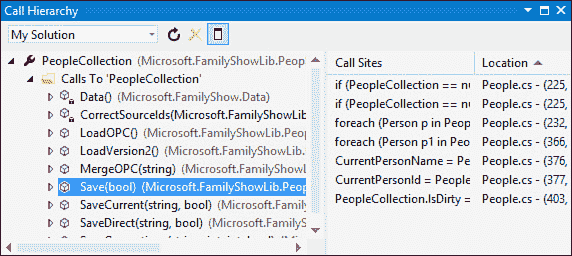 Call Hierarchy
My Solution
PeopleCollection (Microsoft.FamilyShowLib.Peop
Calls To 'PeopleCollection'
Data() (Microsoft.FamilyShow.Data)
CorrectSourceIds(Microsoft.FamilyShowLib
LoadOPC() (Microsoft.FamilyShowLib.Peop
LoadVersion2() (Microsoft.FamilyShowLib
MergeOPC(string) (Microsoft.FamilyShowL
Save(bool) (Microsoft.FamilyShowLib.Peop
SaveCurrent(string, bool) (Microsoft.Fami
SaveDirect(string, bool) (Microsoft.Family
Call Sites Location
if (PeopleCollection == nu People.cs - (225,
if (PeopleCollection == nu People.cs - (225,
foreach (Person p in Peop People.cs - (232,
foreach (Person p1 in Peo People.cs - (366,
CurrentPersonName = Pe People.cs - (376,
CurrentPersonId = People People.cs - (377,
PeopleCollection.IsDirty = People.cs - (403,